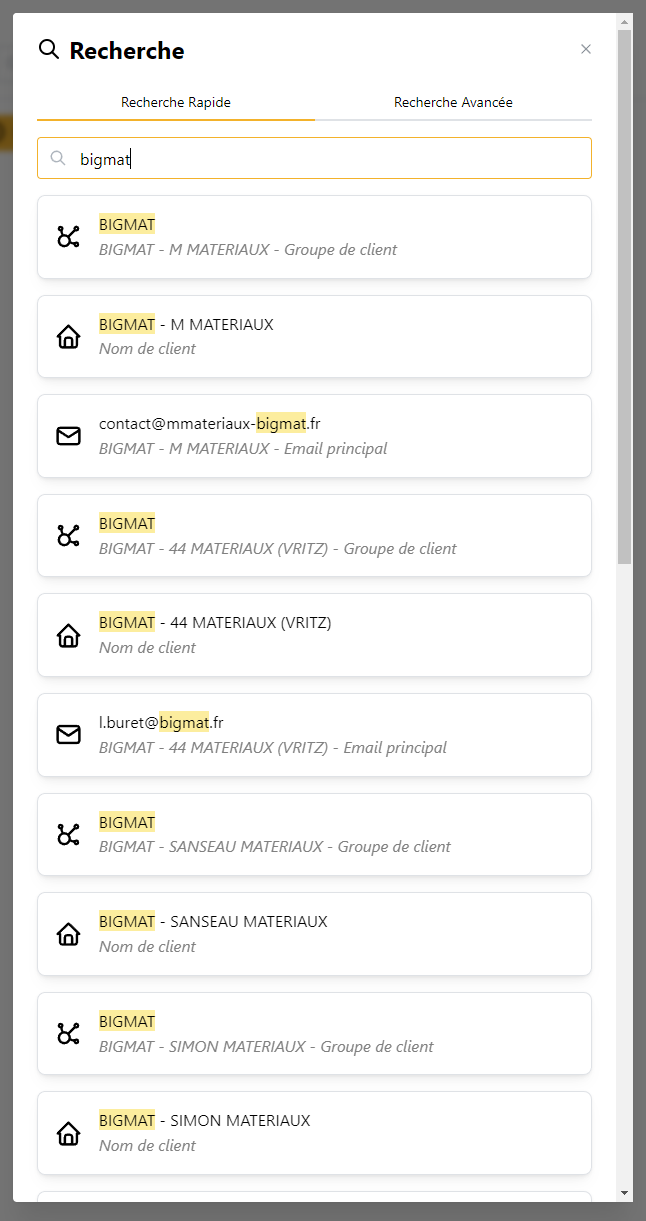 Recherche
Recherche Rapide
Recherche Avancée
bigmat
BIGMAT
BIGMAT - M MATERIAUX - Groupe de client
BIGMAT - M MATERIAUX
Nom de client
contact@mmateriaux-bigmat.fr
BIGMAT - M MATERIAUX - Email principal
BIGMAT
BIGMAT - 44 MATERIAUX (VRITZ) - Groupe de client
BIGMAT - 44 MATERIAUX (VRITZ)
Nom de client
l.buret@bigmat.fr
BIGMAT - 44 MATERIAUX (VRITZ) - Email principal
BIGMAT
BIGMAT - SANSEAU MATERIAUX - Groupe de client
BIGMAT - SANSEAU MATERIAUX
Nom de client
BIGMAT
BIGMAT - SIMON MATERIAUX - Groupe de client
BIGMAT - SIMON MATERIAUX
Nom de client